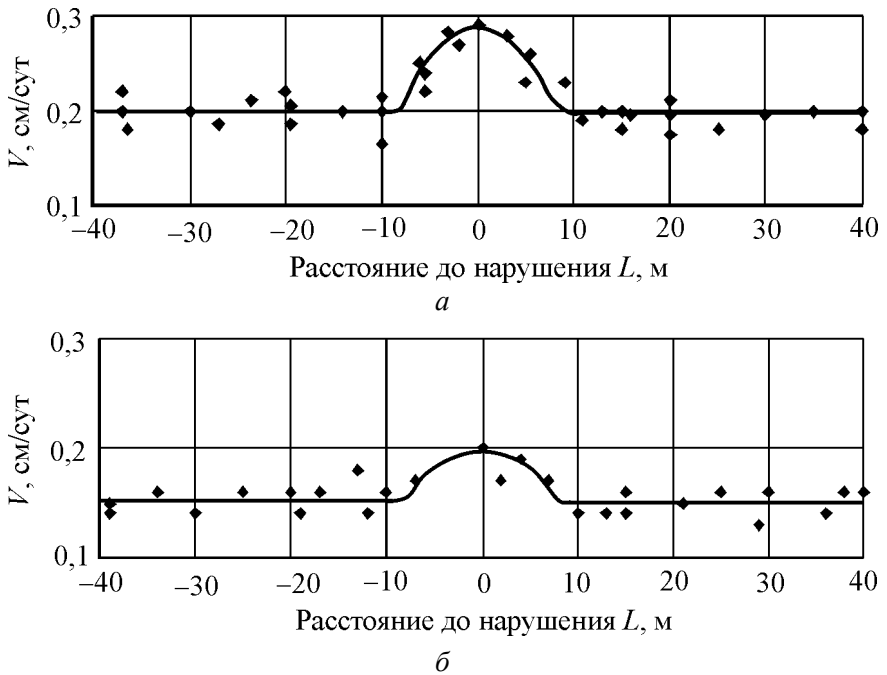 0,3
V, см/сут
0,2
0,1
–40 –30 –20 –10 0 10 20 30 40
Расстояние до нарушения L, м
а
0,3
V, см/сут
0,2
0,1
–40 –30 –20 –10 0 10 20 30 40
Расстояние до нарушения L, м
б